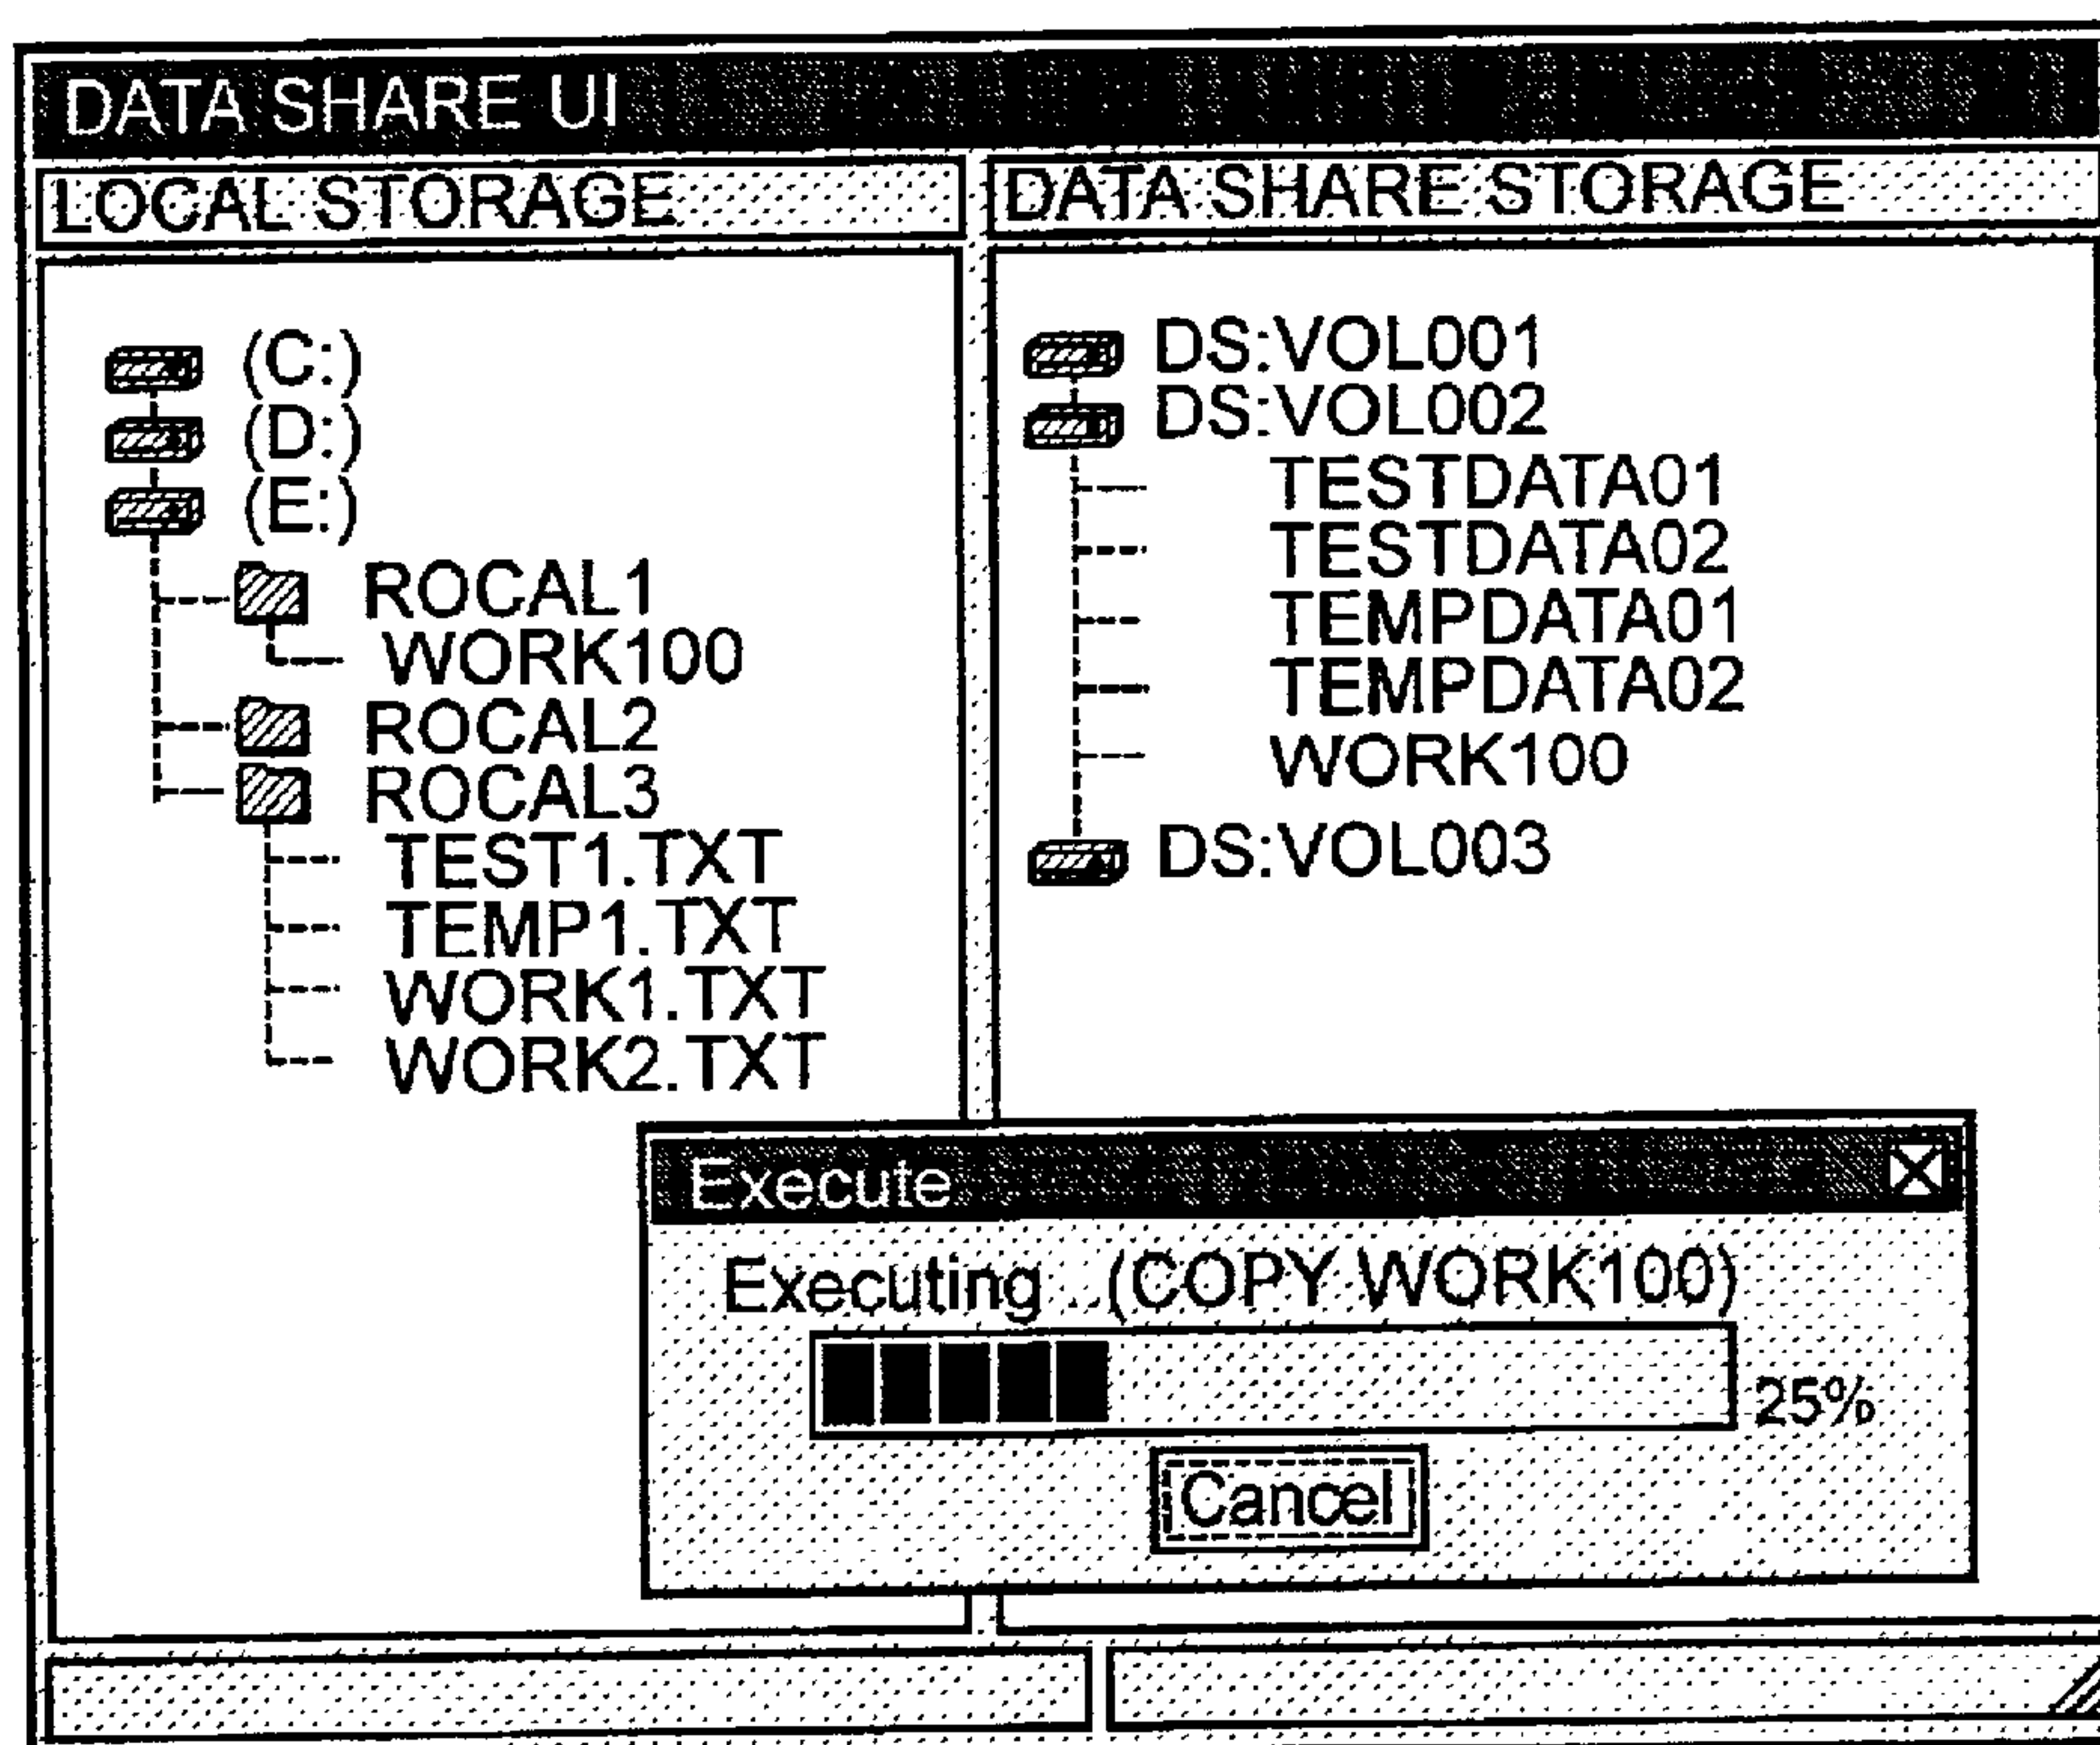 DATA SHARE UI
LOCAL STORAGE
(C:)
(D:)
(E:)
ROCAL1
WORK100
ROCAL2
ROCAL3
TEST1.TXT
TEMP1.TXT
WORK1.TXT
WORK2.TXT
DATA SHARE STORAGE
DS:VOL001
DS:VOL002
TESTDATA01
TESTDATA02
TEMPDATA01
TEMPDATA02
WORK100
DS:VOL003
Execute
Executing...(COPY WORK100)
25%
Cancel